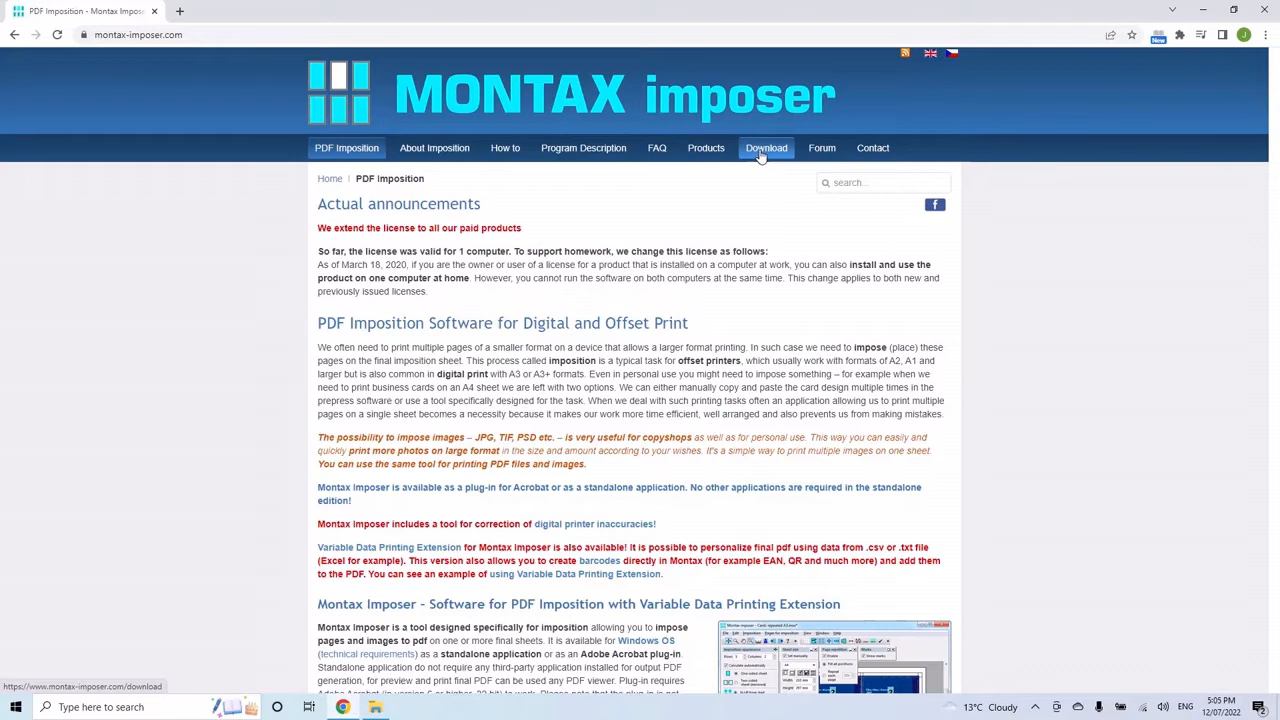 PDF Imposition - Montax imposer
montax-imposer.com
New
J
MONTAX imposer
PDF Imposition About Imposition How to Program Description FAQ Products Download Forum Contact
Home PDF Imposition
search...
Actual announcements
f
We extend the license to all our paid products
So far, the license was valid for 1 computer. To support homework, we change this license as follows:
As of March 18, 2020, if you are the owner or user of a license for a product that is installed on a computer at work, you can also install and use the
product on one computer at home. However, you cannot run the software on both computers at the same time. This change applies to both new and
previously issued licenses.
PDF Imposition Software for Digital and Offset Print
We often need to print multiple pages of a smaller format on a device that allows a larger format printing. In such case we need to impose (place) these
pages on the final imposition sheet. This process called imposition is a typical task for offset printers, which usually work with formats of A2, A1 and
larger but is also common in digital print with A3 or A3+ formats. Even in personal use you might need to impose something – for example when we
need to print business cards on an A4 sheet we are left with two options. We can either manually copy and paste the card design multiple times in the
prepress software or use a tool specifically designed for the task. When we deal with such printing tasks often an application allowing us to print multiple
pages on a single sheet becomes a necessity because it makes our work more time efficient, well arranged and also prevents us from making mistakes.
The possibility to impose images – JPG, TIF, PSD etc. – is very useful for copyshops as well as for personal use. This way you can easily and
quickly print more photos on large format in the size and amount according to your wishes. It's a simple way to print multiple images on one sheet.
You can use the same tool for printing PDF files and images.
Montax Imposer is available as a plug-in for Acrobat or as a standalone application. No other applications are required in the standalone
edition!
Montax Imposer includes a tool for correction of digital printer inaccuracies!
Variable Data Printing Extension for Montax Imposer is also available! It is possible to personalize final pdf using data from .csv or .txt file
(Excel for example). This version also allows you to create barcodes directly in Montax (for example EAN, QR and much more) and add them
to the PDF. You can see an example of using Variable Data Printing Extension.
Montax Imposer – Software for PDF Imposition with Variable Data Printing Extension
Montax Imposer is a tool designed specifically for imposition allowing you to impose
pages and images to pdf on one or more final sheets. It is available for Windows OS
(technical requirements) as a standalone application or as an Adobe Acrobat plug-in.
Standalone application do not require any third-party application installed for output PDF
generation, for preview and print final PDF can be used any PDF viewer. Plug-in requires
https://www.montax-imposer.com/download
Type here to search
13°C Cloudy
ENG
5:05 PM
12/07/2022
2